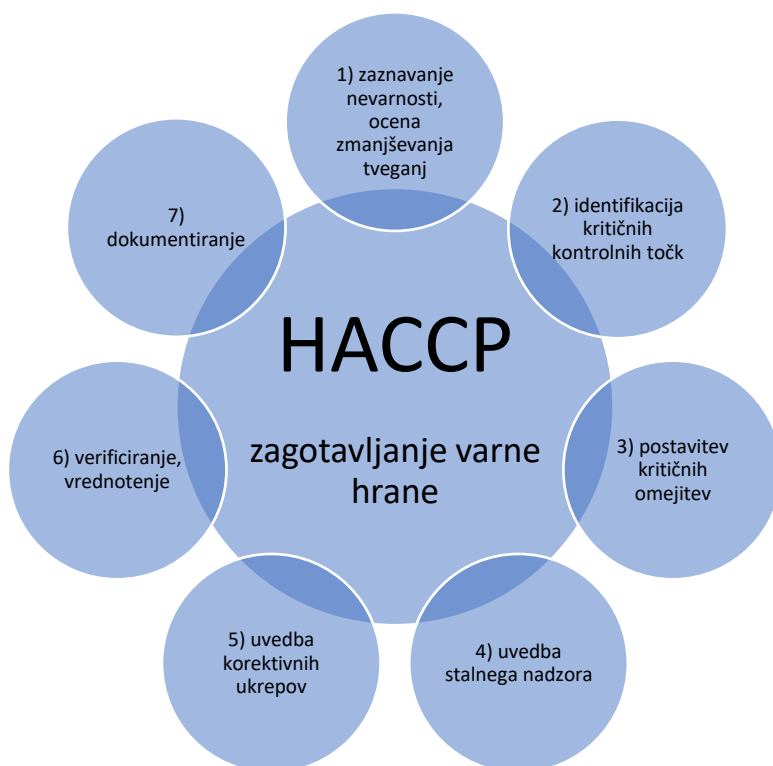 1) zaznavanje
nevarnosti,
ocena
zmanjševanja
tveganj
2) identifikacija
kritičnih
kontrolnih točk
3) postavitev
kritičnih
omejitev
4) uvedba
stalnega nadzora
5) uvedba
korektivnih
ukrepov
6) verificiranje,
vrednotenje
7)
dokumentiranje
HACCP
zagotavljanje varne
hrane